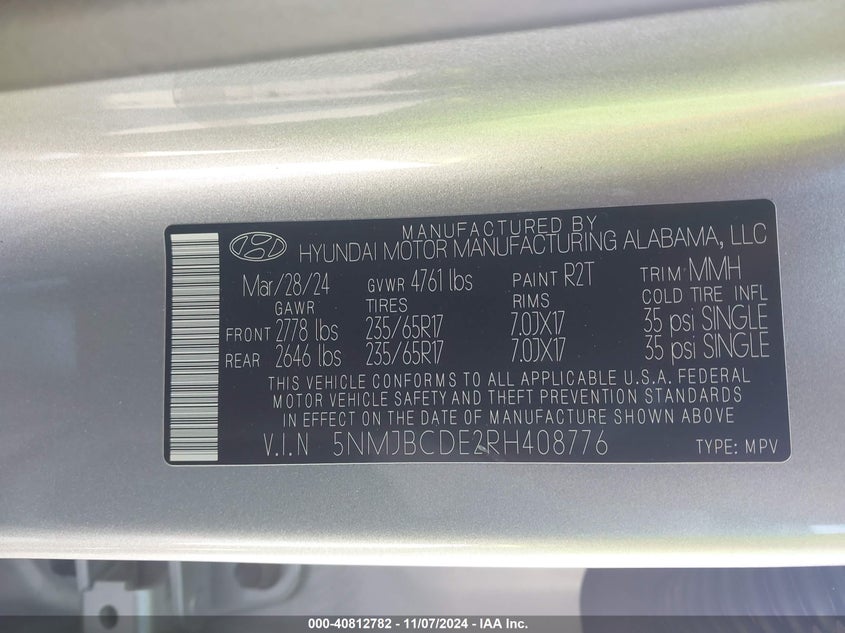 MANUFACTURED BY
HYUNDAI MOTOR MANUFACTURING ALABAMA, LLC
Mar/28/24 GVWR 4761 lbs PAINT R2T TRIM MMH
GAWR TIRES RIMS COLD TIRE INFL
FRONT 2778 lbs 235/65R17 7.0JX17 35 psi SINGLE
REAR 2646 lbs 235/65R17 7.0JX17 35 psi SINGLE
THIS VEHICLE CONFORMS TO ALL APPLICABLE U.S.A. FEDERAL
MOTOR VEHICLE SAFETY AND THEFT PREVENTION STANDARDS
IN EFFECT ON THE DATE OF MANUFACTURE SHOWN ABOVE
V.I.N 5NMJBCDE2RH408776 TYPE: MPV
000-40812782 - 11/07/2024 - IAA Inc.